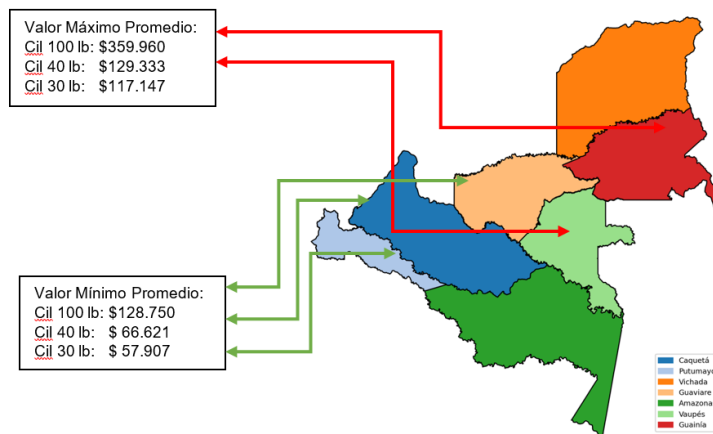 Valor Máximo Promedio:
Cil 100 lb: $359.960
Cil 40 lb: $129.333
Cil 30 lb: $117.147
Valor Mínimo Promedio:
Cil 100 lb: $128.750
Cil 40 lb: $ 66.621
Cil 30 lb: $ 57.907
Caquetá
Putumayo
Vichada
Guaviare
Amazona
Vaupés
Guainía